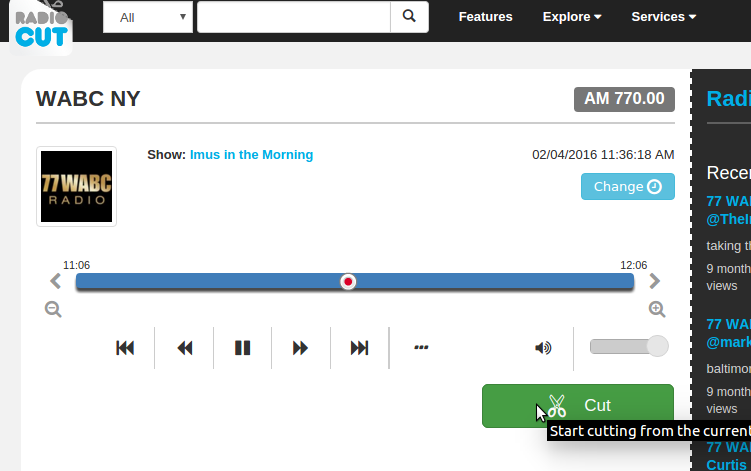 RADIO
CUT
All
Features
Explore
Services
WABC NY
AM 770.00
77 WABC
RADIO
Show: Imus in the Morning
02/04/2016 11:36:18 AM
Change
11:06
12:06
Cut
Start cutting from the current
Radi
Recen
77 WA
@TheI
taking th
9 month
views
77 WA
@mark
baltimor
9 month
views
77 WA
Curtis